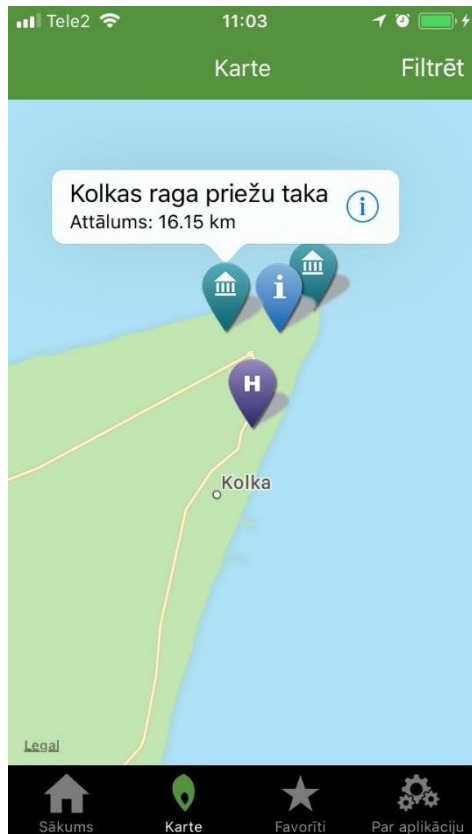 Tele2 11:03
Karte Filtrēt
Kolkas raga priežu taka
Attālums: 16.15 km
i
i
H
Kolka
Legal
Sākums Karte Favorīti Par aplikāciju